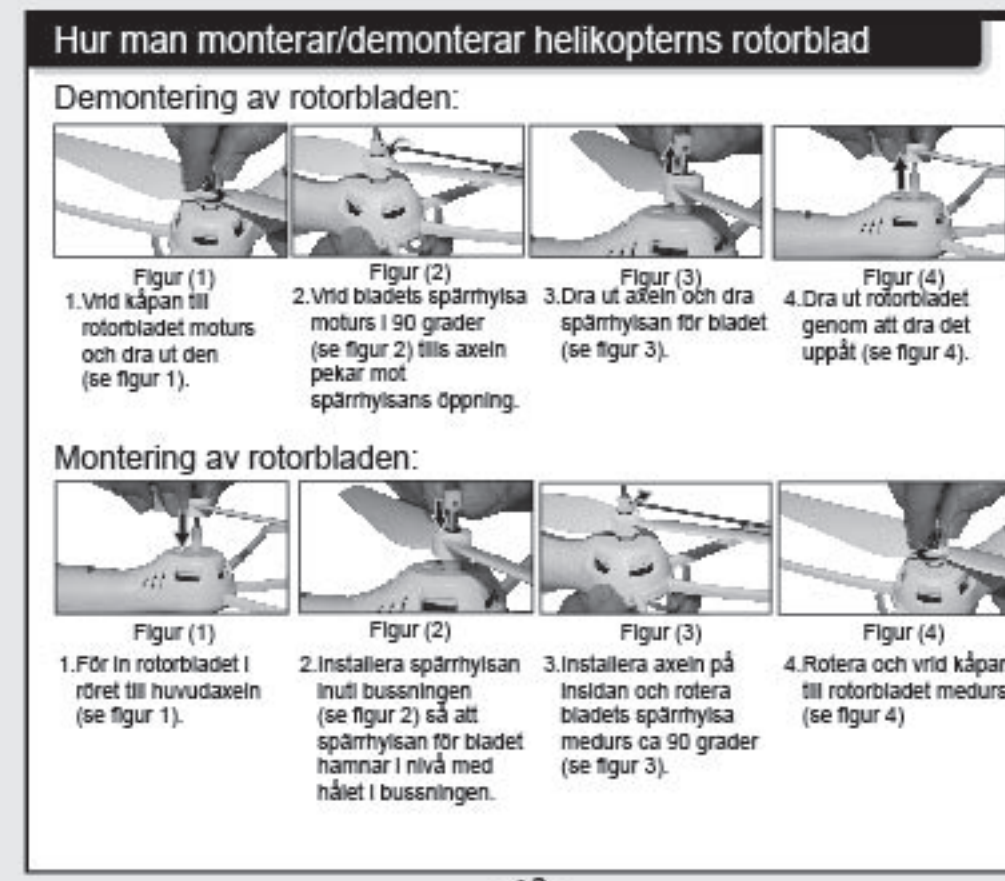 Hur man monterar/demonterar helikopterns rotorblad
Demontering av rotorbladen:
Figur (1)
1.Vrid kåpan till
rotorbladet moturs
och dra ut den
(se figur 1).
Figur (2)
2.Vrid bladets spärrhylsa
moturs i 90 grader
(se figur 2) tills axeln
pekar mot
spärrhylsans öppning.
Figur (3)
3.Dra ut axeln och dra
spärrhylsan för bladet
(se figur 3).
Figur (4)
4.Dra ut rotorbladet
genom att dra det
uppåt (se figur 4).
Montering av rotorbladen:
Figur (1)
1.För in rotorbladet i
röret till huvudaxeln
(se figur 1).
Figur (2)
2.Installera spärrhylsan
inuti bussningen
(se figur 2) så att
spärrhylsan för bladet
hamnar i nivå med
hålet i bussningen.
Figur (3)
3.Installera axeln på
insidan och rotera
bladets spärrhylsa
medurs ca 90 grader
(se figur 3).
Figur (4)
4.Rotera och vrid kåpan
till rotorbladet medurs
(se figur 4)